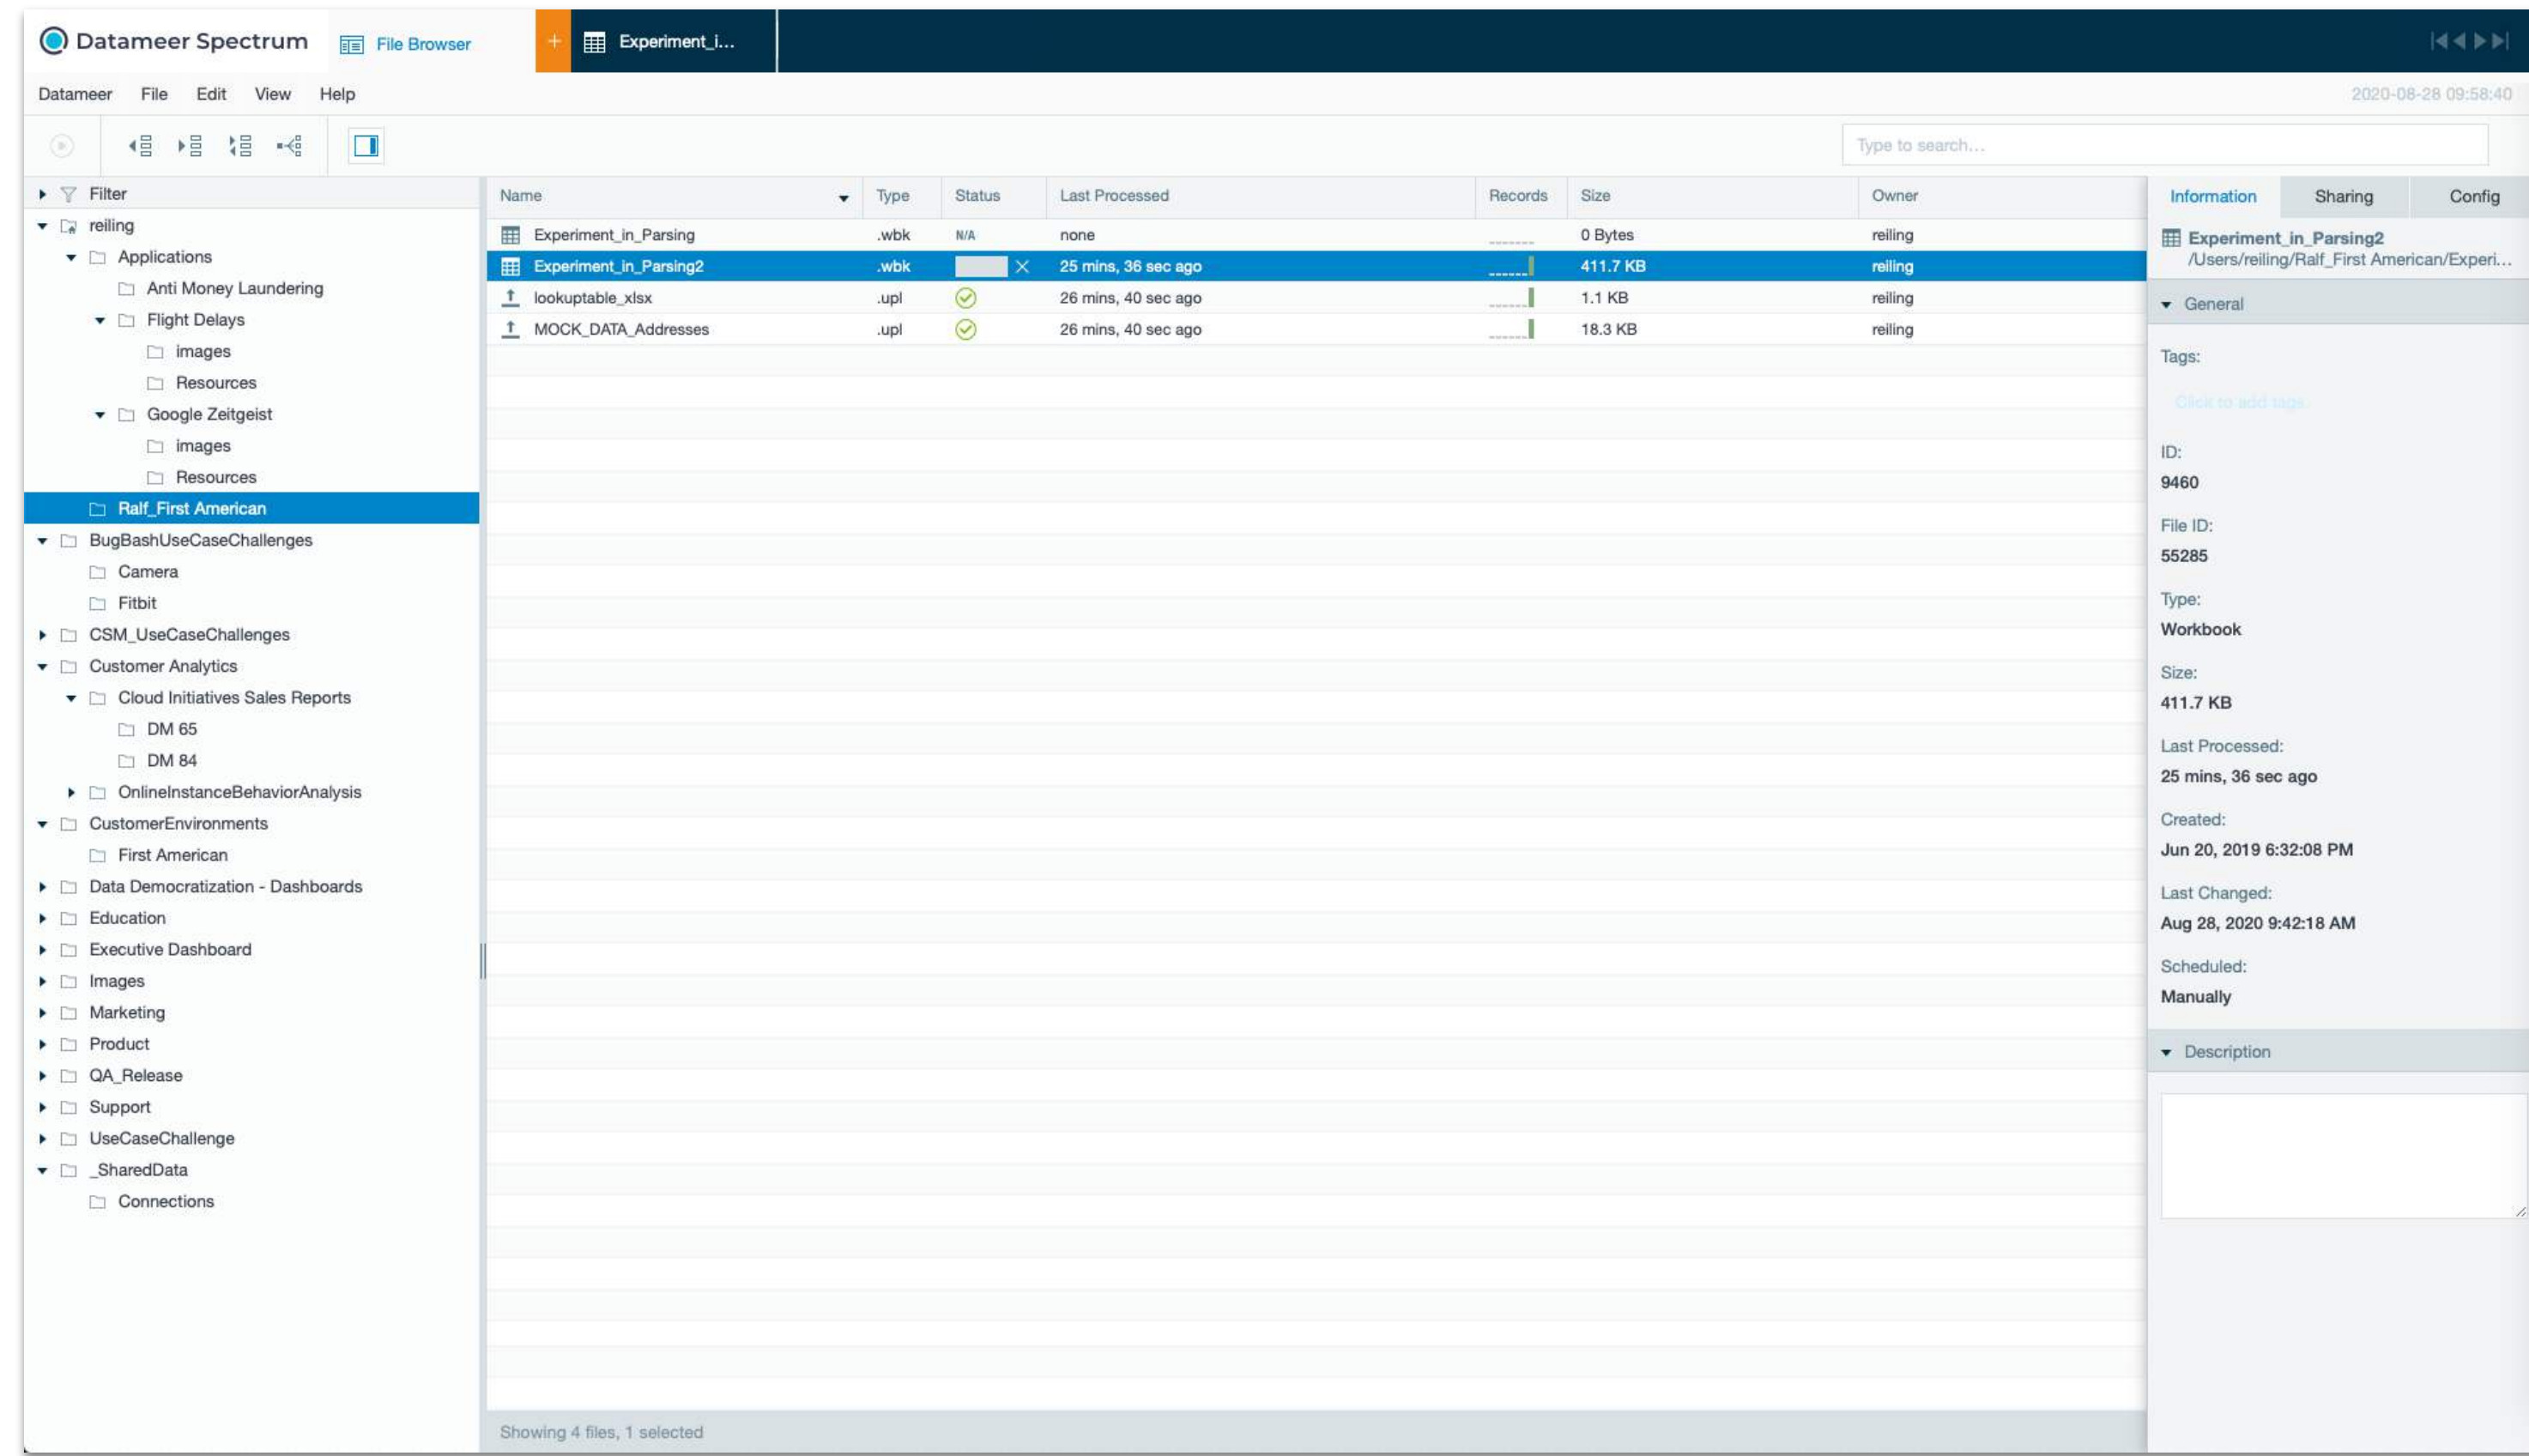 Datameer Spectrum File Browser + Experiment_i...
Datameer File Edit View Help 2020-08-28 09:58:40
Type to search...
Filter
reiling
Applications
Anti Money Laundering
Flight Delays
images
Resources
Google Zeitgeist
images
Resources
Ralf_First American
BugBashUseCaseChallenges
Camera
Fitbit
CSM_UseCaseChallenges
Customer Analytics
Cloud Initiatives Sales Reports
DM 65
DM 84
OnlineInstanceBehaviorAnalysis
CustomerEnvironments
First American
Data Democratization - Dashboards
Education
Executive Dashboard
Images
Marketing
Product
QA_Release
Support
UseCaseChallenge
_SharedData
Connections
Name Type Status Last Processed Records Size Owner
Experiment_in_Parsing .wbk N/A none 0 Bytes reiling
Experiment_in_Parsing2 .wbk 25 mins, 36 sec ago 411.7 KB reiling
lookuptable_xlsx .upl 26 mins, 40 sec ago 1.1 KB reiling
MOCK_DATA_Addresses .upl 26 mins, 40 sec ago 18.3 KB reiling
Showing 4 files, 1 selected
Information Sharing Config
Experiment_in_Parsing2
/Users/reiling/Ralf_First American/Experi...
General
Tags:
Click to add tags
ID:
9460
File ID:
55285
Type:
Workbook
Size:
411.7 KB
Last Processed:
25 mins, 36 sec ago
Created:
Jun 20, 2019 6:32:08 PM
Last Changed:
Aug 28, 2020 9:42:18 AM
Scheduled:
Manually
Description